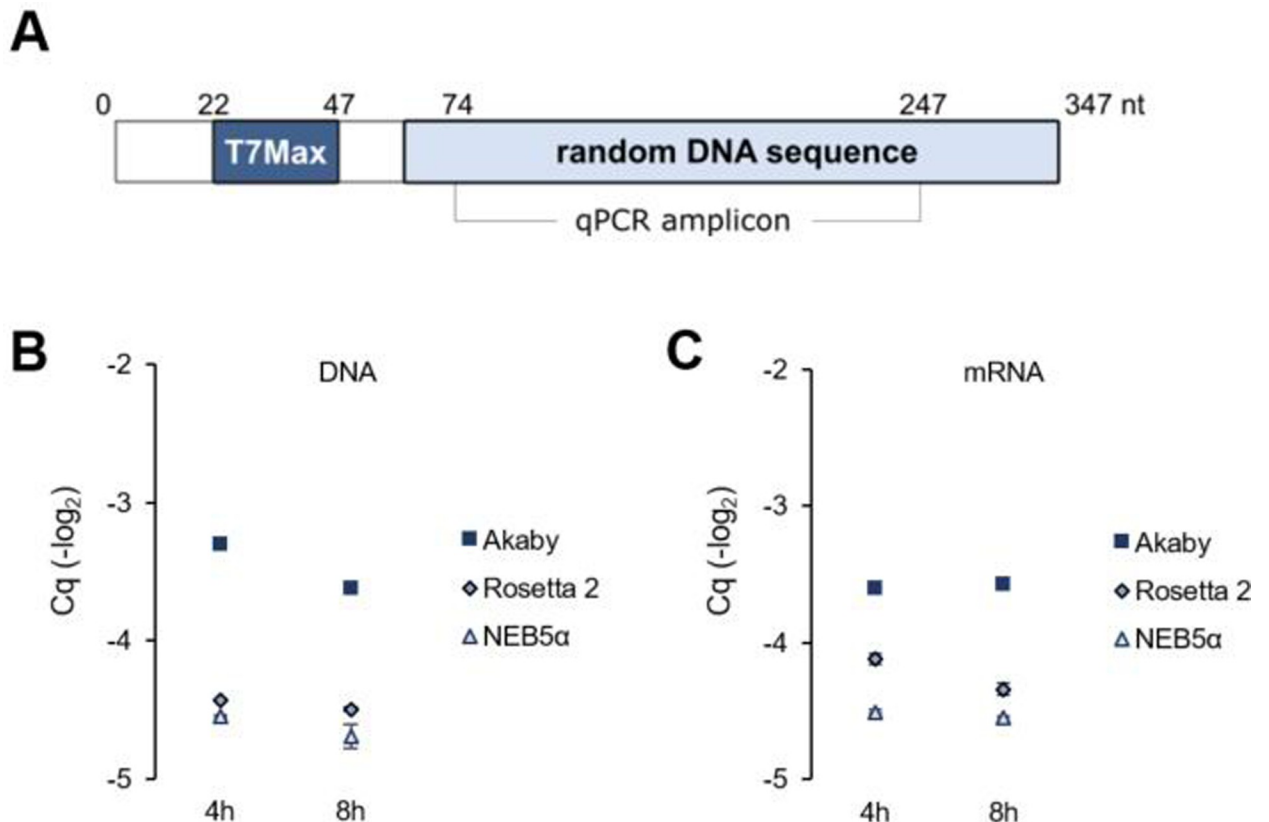 A
0 22 47 74 247 347 nt
T7Max random DNA sequence
qPCR amplicon
B
DNA
-2
-3
-4
-5
Cq (-log₂)
4h 8h
Akaby
Rosetta 2
NEB5α
C
mRNA
-2
-3
-4
-5
Cq (-log₂)
4h 8h
Akaby
Rosetta 2
NEB5α